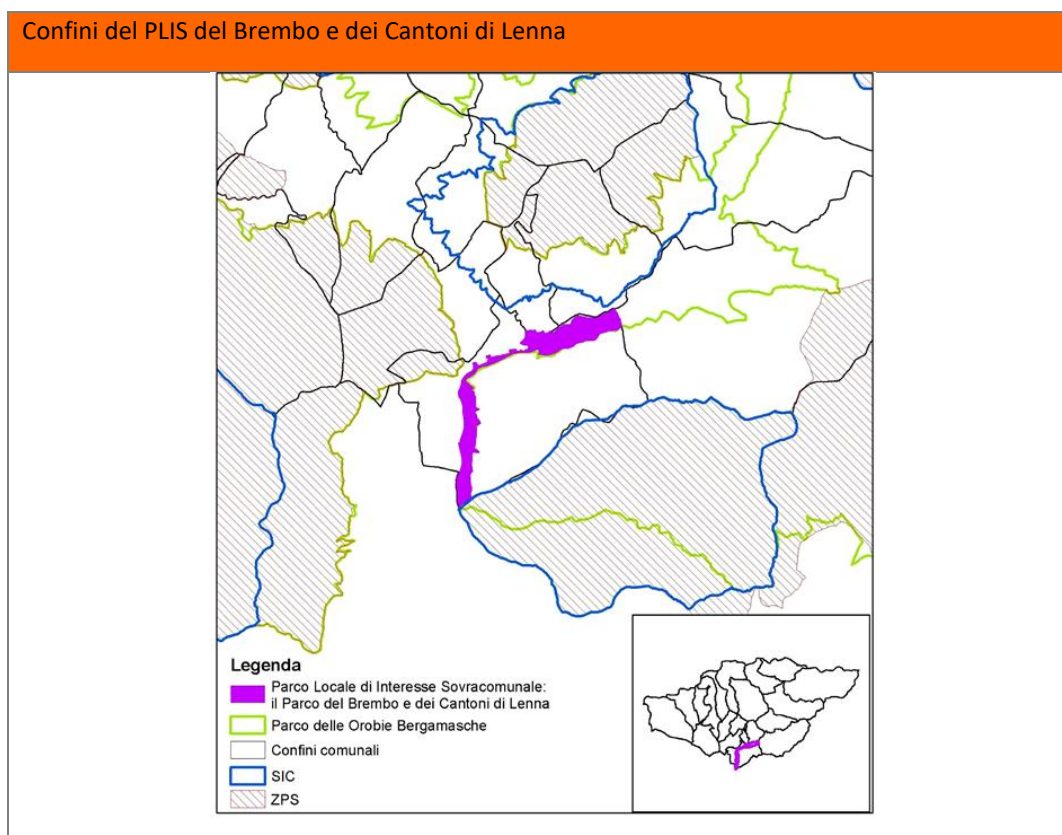 Confini del PLIS del Brembo e dei Cantoni di Lenna
Legenda
Parco Locale di Interesse Sovracomunale:
il Parco del Brembo e dei Cantoni di Lenna
Parco delle Orobie Bergamasche
Confini comunali
SIC
ZPS